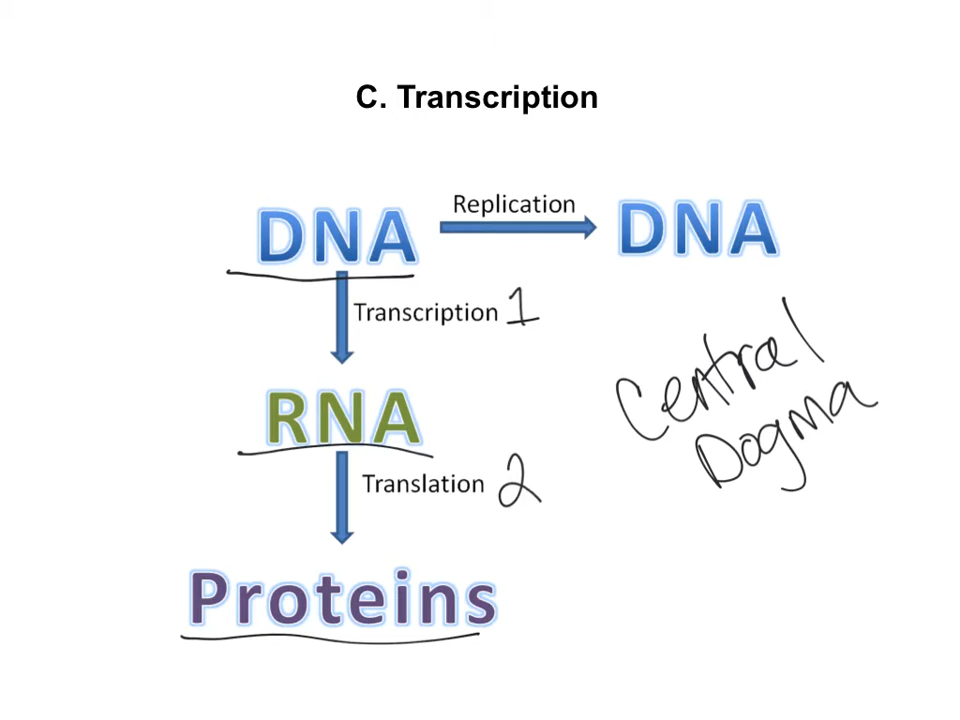 C. Transcription
Replication
DNA
DNA
Transcription 1
RNA
Central
Dogma
Translation 2
Proteins